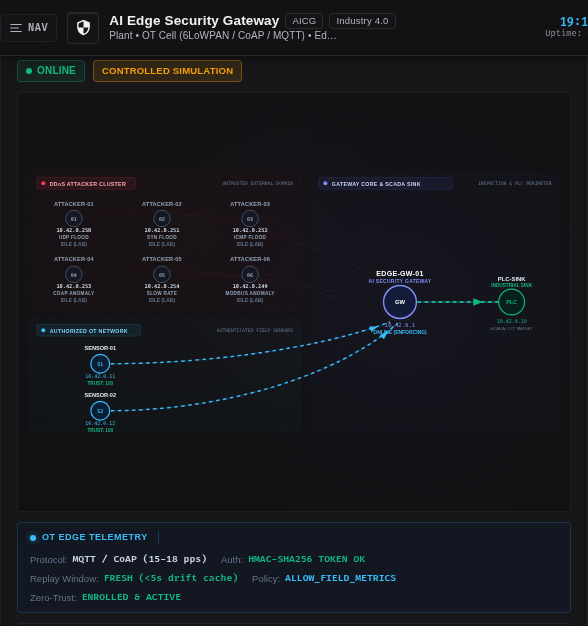 NAV
AI Edge Security Gateway AICG Industry 4.0
Plant • OT Cell (6LoWPAN / CoAP / MQTT) • Ed…
19:1
Uptime:
ONLINE CONTROLLED SIMULATION
DDoS ATTACKER CLUSTER UNTRUSTED EXTERNAL DOMAIN
ATTACKER-01 ATTACKER-02 ATTACKER-03
01 02 03
10.42.0.250 10.42.0.251 10.42.0.252
UDP FLOOD SYN FLOOD ICMP FLOOD
IDLE (LAB) IDLE (LAB) IDLE (LAB)
ATTACKER-04 ATTACKER-05 ATTACKER-06
04 05 06
10.42.0.253 10.42.0.254 10.42.0.249
COAP ANOMALY SLOW RATE MODBUS ANOMALY
IDLE (LAB) IDLE (LAB) IDLE (LAB)
AUTHORIZED OT NETWORK AUTHENTICATED FIELD SENSORS
SENSOR-01
S1
10.42.0.11
TRUST: 100
SENSOR-02
S2
10.42.0.12
TRUST: 100
GATEWAY CORE & SCADA SINK INSPECTION & PLC PERIMETER
EDGE-GW-01
AI SECURITY GATEWAY
GW
10.42.0.1
ONLINE (ENFORCING)
PLC-SINK
INDUSTRIAL SINK
PLC
10.42.0.10
SCADA / OT TARGET
OT EDGE TELEMETRY
Protocol: MQTT / CoAP (15–18 pps) Auth: HMAC-SHA256 TOKEN OK
Replay Window: FRESH (<5s drift cache) Policy: ALLOW_FIELD_METRICS
Zero-Trust: ENROLLED & ACTIVE